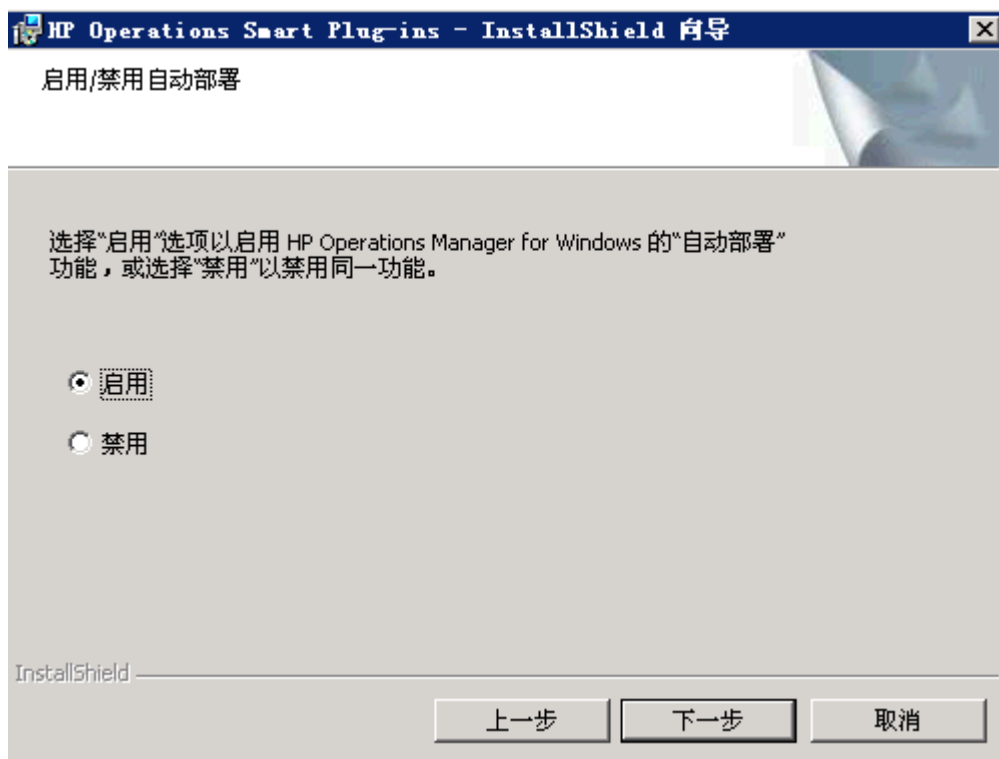 HP Operations Smart Plug-ins - InstallShield 向导
启用/禁用自动部署
选择“启用”选项以启用 HP Operations Manager for Windows 的“自动部署”
功能，或选择“禁用”以禁用同一功能。
启用
禁用
InstallShield
上一步 下一步 取消